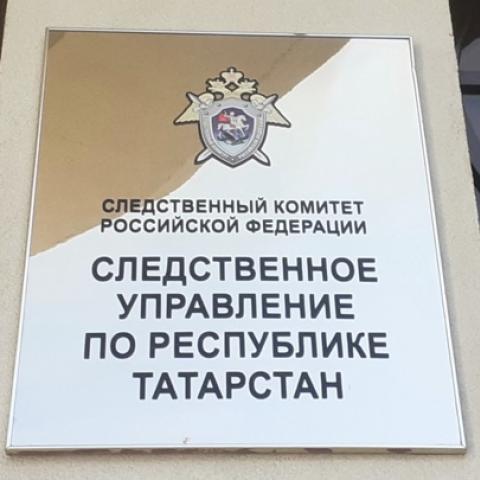 СЛЕДСТВЕННЫЙ КОМИТЕТ
РОССИЙСКОЙ ФЕДЕРАЦИИ
СЛЕДСТВЕННОЕ
УПРАВЛЕНИЕ
ПО РЕСПУБЛИКЕ
ТАТАРСТАН